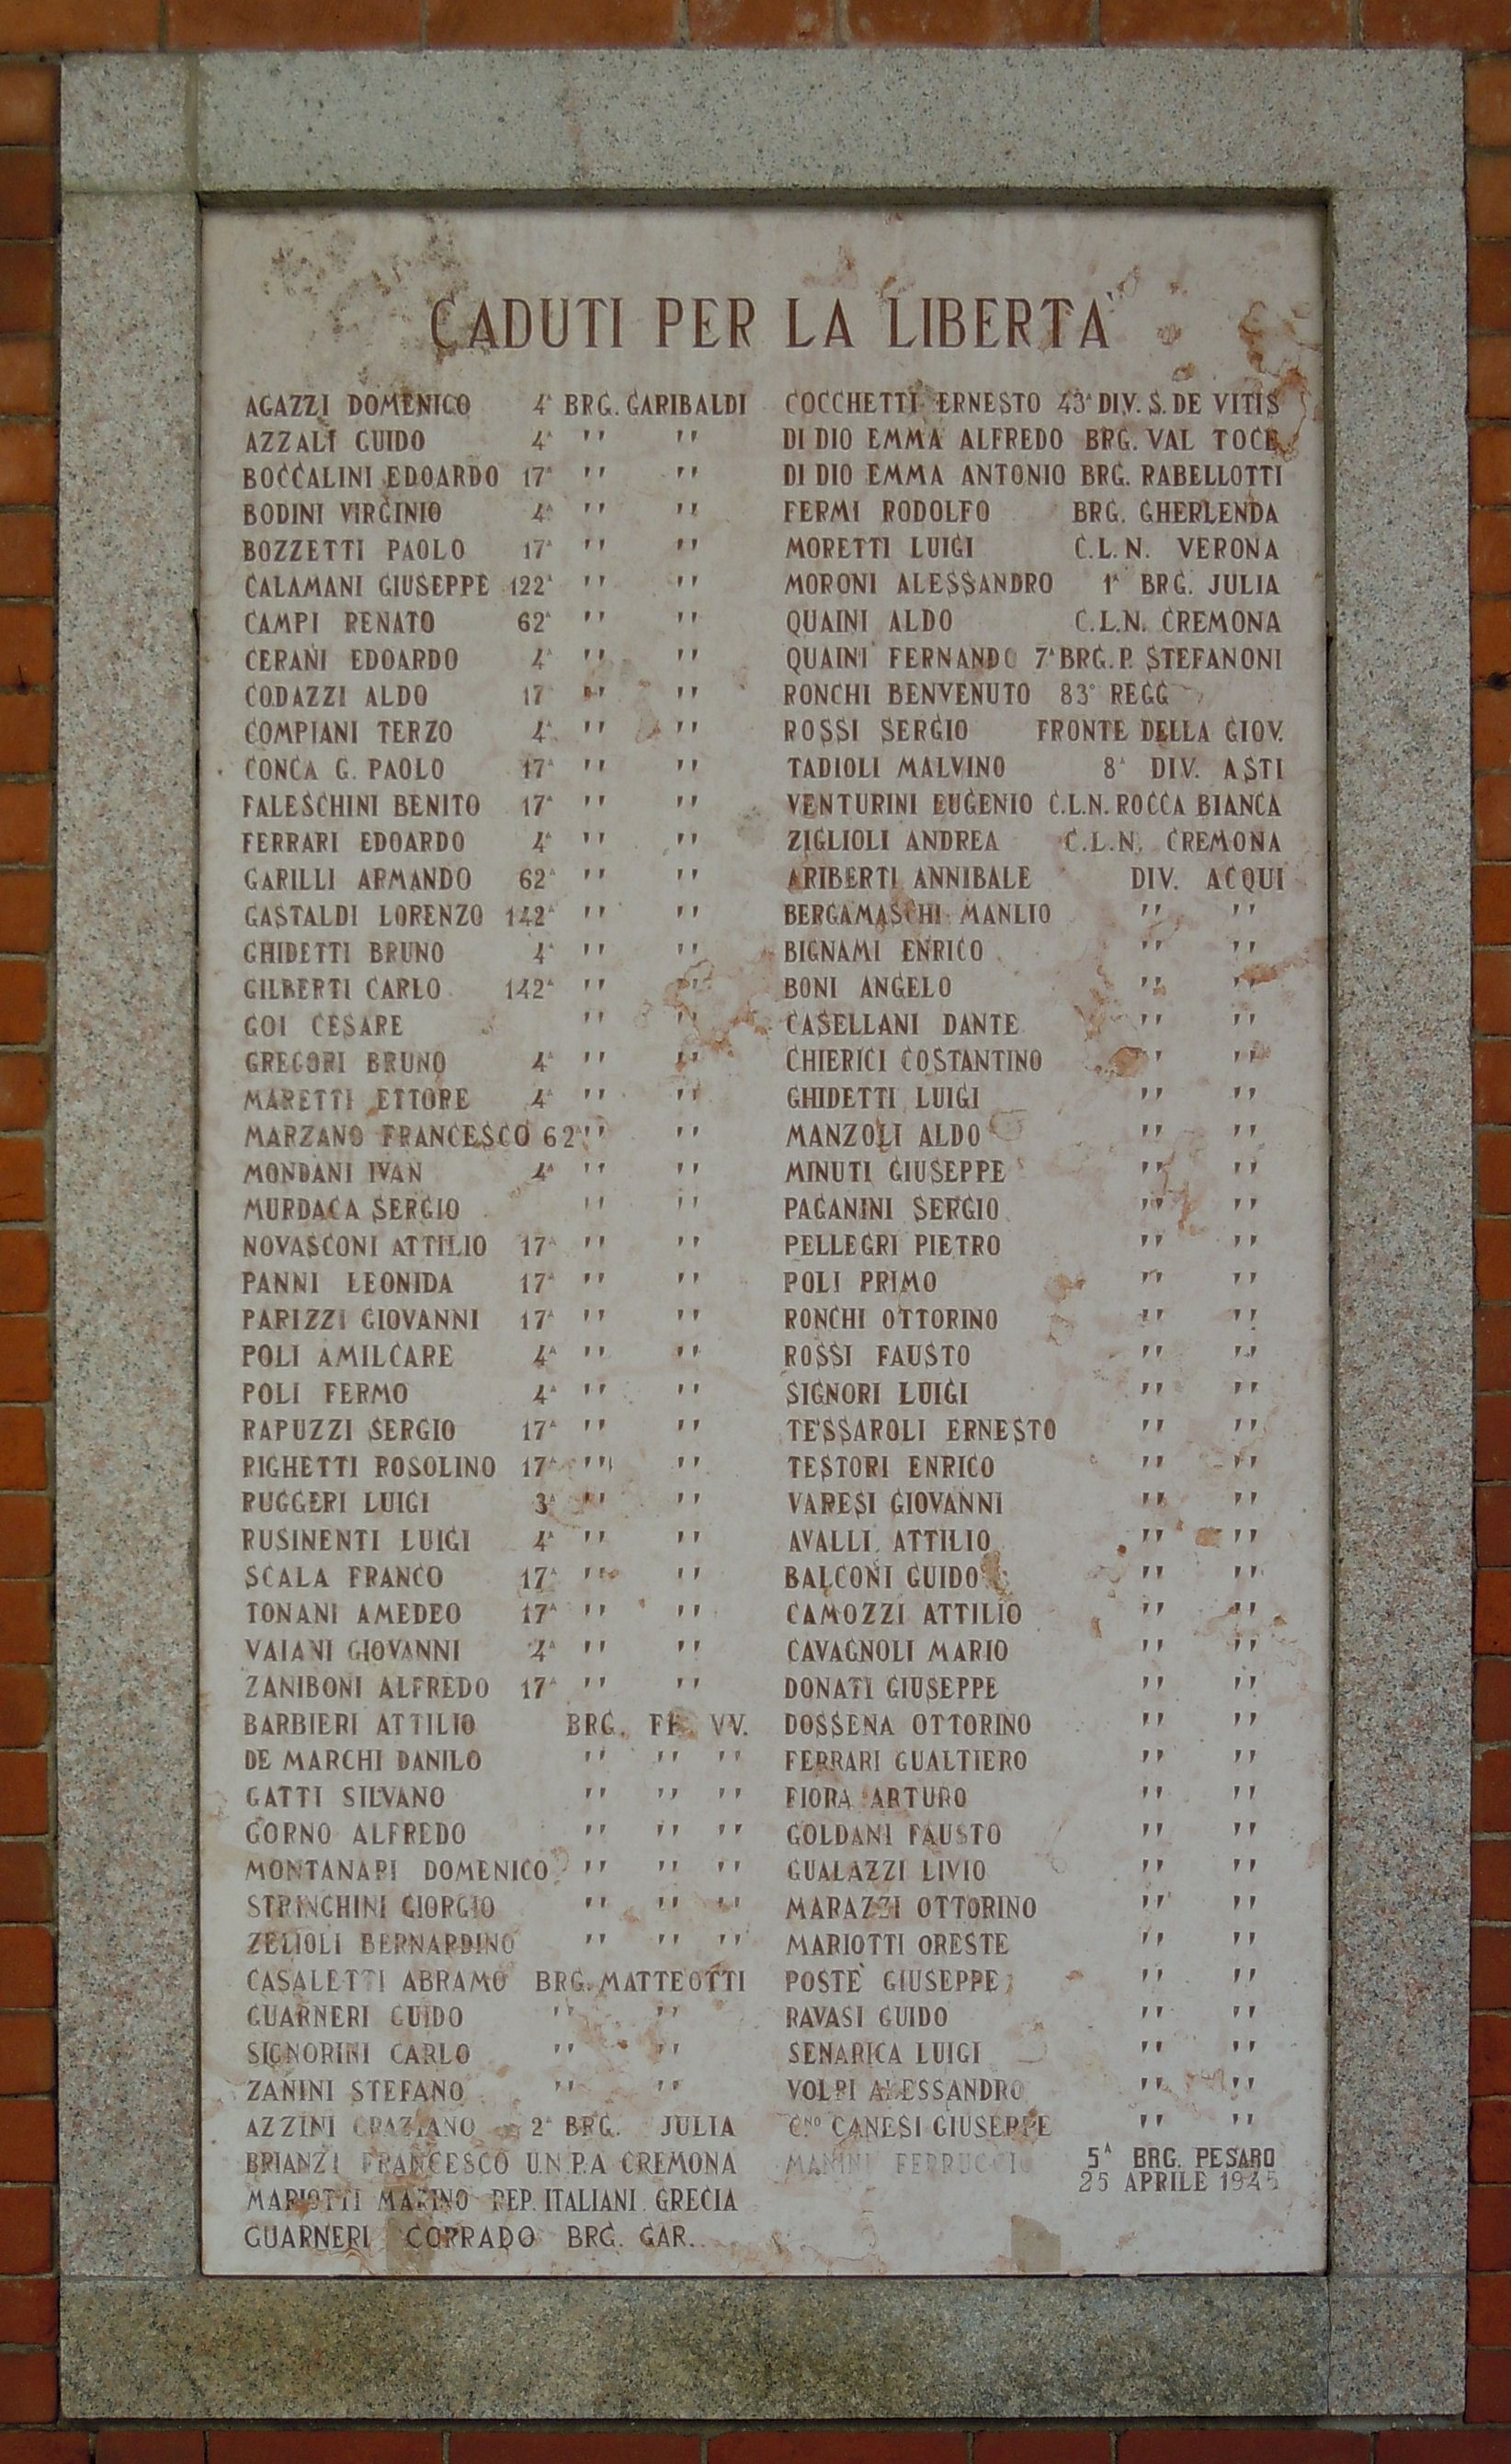 CADUTI PER LA LIBERTA'
AGAZZI DOMENICO 4ᴬ BRG. GARIBALDI
AZZALI GUIDO 4ᴬ '' ''
BOCCALINI EDOARDO 17ᴬ '' ''
BODINI VIRGINIO 4ᴬ '' ''
BOZZETTI PAOLO 17ᴬ '' ''
CALAMANI GIUSEPPE 122ᴬ '' ''
CAMPI RENATO 62ᴬ '' ''
CERANI EDOARDO 4ᴬ '' ''
CODAZZI ALDO 17 '' ''
COMPIANI TERZO 4ᴬ '' ''
CONCA G. PAOLO 17ᴬ '' ''
FALESCHINI BENITO 17ᴬ '' ''
FERRARI EDOARDO 4ᴬ '' ''
GARILLI ARMANDO 62ᴬ '' ''
GASTALDI LORENZO 142ᴬ '' ''
GHIDETTI BRUNO 4ᴬ '' ''
GILBERTI CARLO 142ᴬ '' ''
GOI CESARE '' ''
GREGORI BRUNO 4ᴬ '' ''
MARETTI ETTORE 4ᴬ '' ''
MARZANO FRANCESCO 62ᴬ '' ''
MONDANI IVAN 4ᴬ '' ''
MURDACA SERGIO '' ''
NOVASCONI ATTILIO 17ᴬ '' ''
PANNI LEONIDA 17ᴬ '' ''
PARIZZI GIOVANNI 17ᴬ '' ''
POLI AMILCARE 4ᴬ '' ''
POLI FERMO 4ᴬ '' ''
RAPUZZI SERGIO 17ᴬ '' ''
RIGHETTI ROSOLINO 17ᴬ '' ''
RUGGERI LUIGI 3ᴬ '' ''
RUSINENTI LUIGI 4ᴬ '' ''
SCALA FRANCO 17ᴬ '' ''
TONANI AMEDEO 17ᴬ '' ''
VAIANI GIOVANNI 4ᴬ '' ''
ZANIBONI ALFREDO 17ᴬ '' ''
BARBIERI ATTILIO BRG. FF. VV.
DE MARCHI DANILO '' '' ''
GATTI SILVANO '' '' ''
GORNO ALFREDO '' '' ''
MONTANARI DOMENICO '' '' ''
STRINGHINI GIORGIO '' '' ''
ZELIOLI BERNARDINO '' '' ''
CASALETTI ABRAMO BRG. MATTEOTTI
GUARNERI GUIDO '' ''
SIGNORINI CARLO '' ''
ZANINI STEFANO '' ''
AZZINI GRAZIANO 2ᴬ BRG. JULIA
BRIANZI FRANCESCO U.N.P.A CREMONA
MARIOTTI MARINO REP. ITALIANI GRECIA
GUARNERI CORRADO BRG. GAR.
COCCHETTI ERNESTO 43ᴬ DIV. S. DE VITIS
DI DIO EMMA ALFREDO BRG. VAL TOCE
DI DIO EMMA ANTONIO BRG. RABELLOTTI
FERMI RODOLFO BRG. GHERLENDA
MORETTI LUIGI C.L.N. VERONA
MORONI ALESSANDRO 1ᴬ BRG. JULIA
QUAINI ALDO C.L.N. CREMONA
QUAINI FERNANDO 7ᴬ BRG. P. STEFANONI
RONCHI BENVENUTO 83° REGG
ROSSI SERGIO FRONTE DELLA GIOV.
TADIOLI MALVINO 8ᴬ DIV. ASTI
VENTURINI EUGENIO C.L.N. ROCCA BIANCA
ZIGLIOLI ANDREA C.L.N. CREMONA
ARIBERTI ANNIBALE DIV. ACQUI
BERGAMASCHI MANLIO '' ''
BIGNAMI ENRICO '' ''
BONI ANGELO '' ''
CASELLANI DANTE '' ''
CHIERICI COSTANTINO '' ''
GHIDETTI LUIGI '' ''
MANZOLI ALDO '' ''
MINUTI GIUSEPPE '' ''
PAGANINI SERGIO '' ''
PELLEGRI PIETRO '' ''
POLI PRIMO '' ''
RONCHI OTTORINO '' ''
ROSSI FAUSTO '' ''
SIGNORI LUIGI '' ''
TESSAROLI ERNESTO '' ''
TESTORI ENRICO '' ''
VARESI GIOVANNI '' ''
AVALLI ATTILIO '' ''
BALCONI GUIDO '' ''
CAMOZZI ATTILIO '' ''
CAVAGNOLI MARIO '' ''
DONATI GIUSEPPE '' ''
DOSSENA OTTORINO '' ''
FERRARI GUALTIERO '' ''
FIORA ARTURO '' ''
GOLDANI FAUSTO '' ''
GUALAZZI LIVIO '' ''
MARAZZI OTTORINO '' ''
MARIOTTI ORESTE '' ''
POSTE' GIUSEPPE '' ''
RAVASI GUIDO '' ''
SENARICA LUIGI '' ''
VOLPI ALESSANDRO '' ''
C.ᴺᴼ CANESI GIUSEPPE '' ''
MANINI FERRUCCIO 5ᴬ BRG. PESARO
25 APRILE 1945